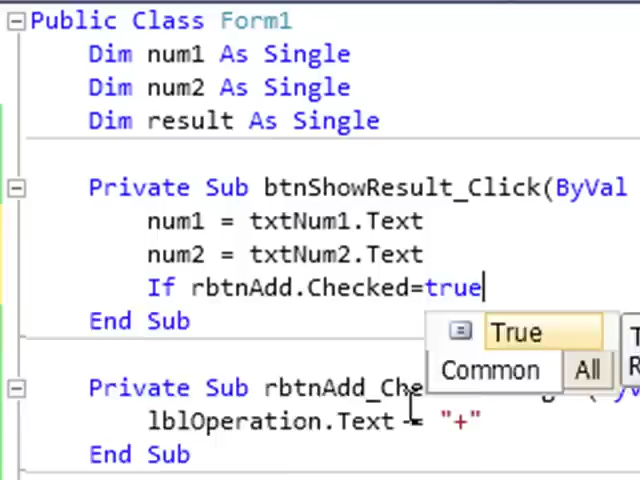 Public Class Form1
Dim num1 As Single
Dim num2 As Single
Dim result As Single
Private Sub btnShowResult_Click(ByVal
num1 = txtNum1.Text
num2 = txtNum2.Text
If rbtnAdd.Checked=true
End Sub
True
Common All
Private Sub
lblOperation.Text = "+"
End Sub